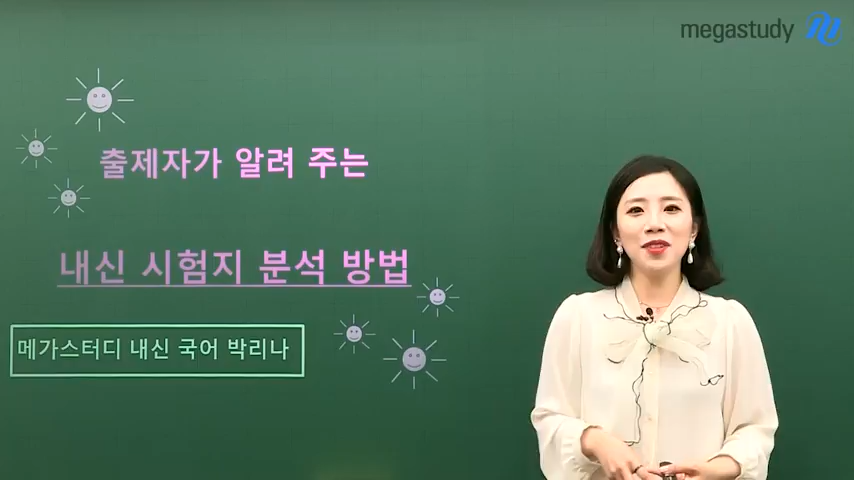 megastudy
출제자가 알려 주는
내신 시험지 분석 방법
메가스터디 내신 국어 박리나